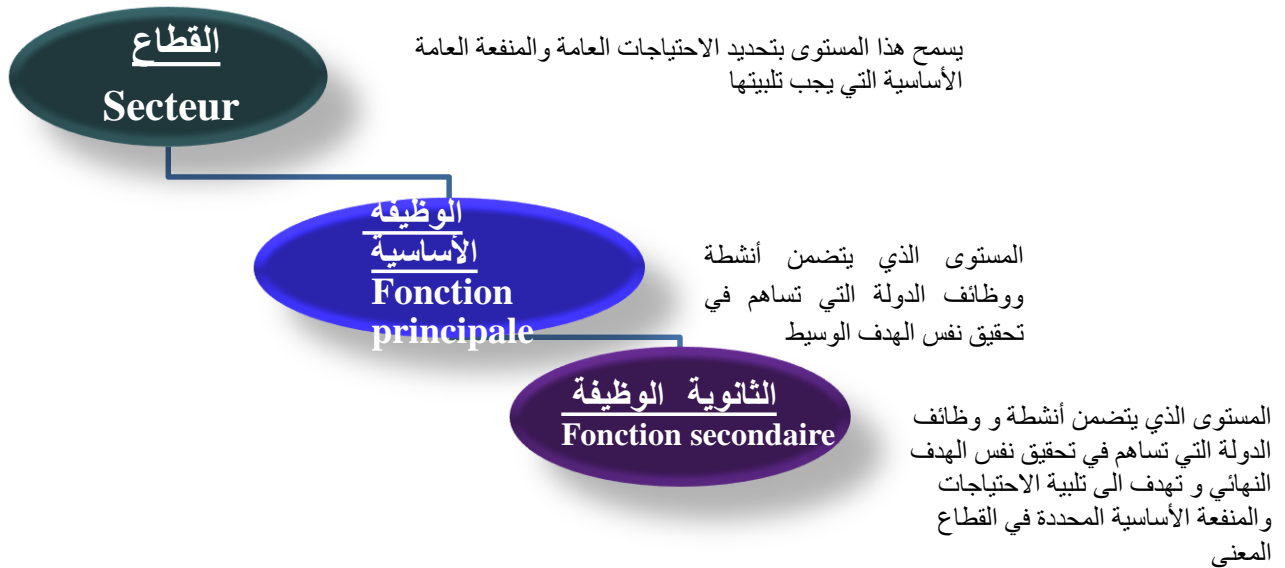 القطاع
Secteur
يسمح هذا المستوى بتحديد الاحتياجات العامة والمنفعة العامة
الأساسية التي يجب تلبيتها
الوظيفة
الأساسية
Fonction
principale
المستوى الذي يتضمن أنشطة
ووظائف الدولة التي تساهم في
تحقيق نفس الهدف الوسيط
الثانوية الوظيفة
Fonction secondaire
المستوى الذي يتضمن أنشطة و وظائف
الدولة التي تساهم في تحقيق نفس الهدف
النهائي و تهدف الى تلبية الاحتياجات
والمنفعة الأساسية المحددة في القطاع
المعنى